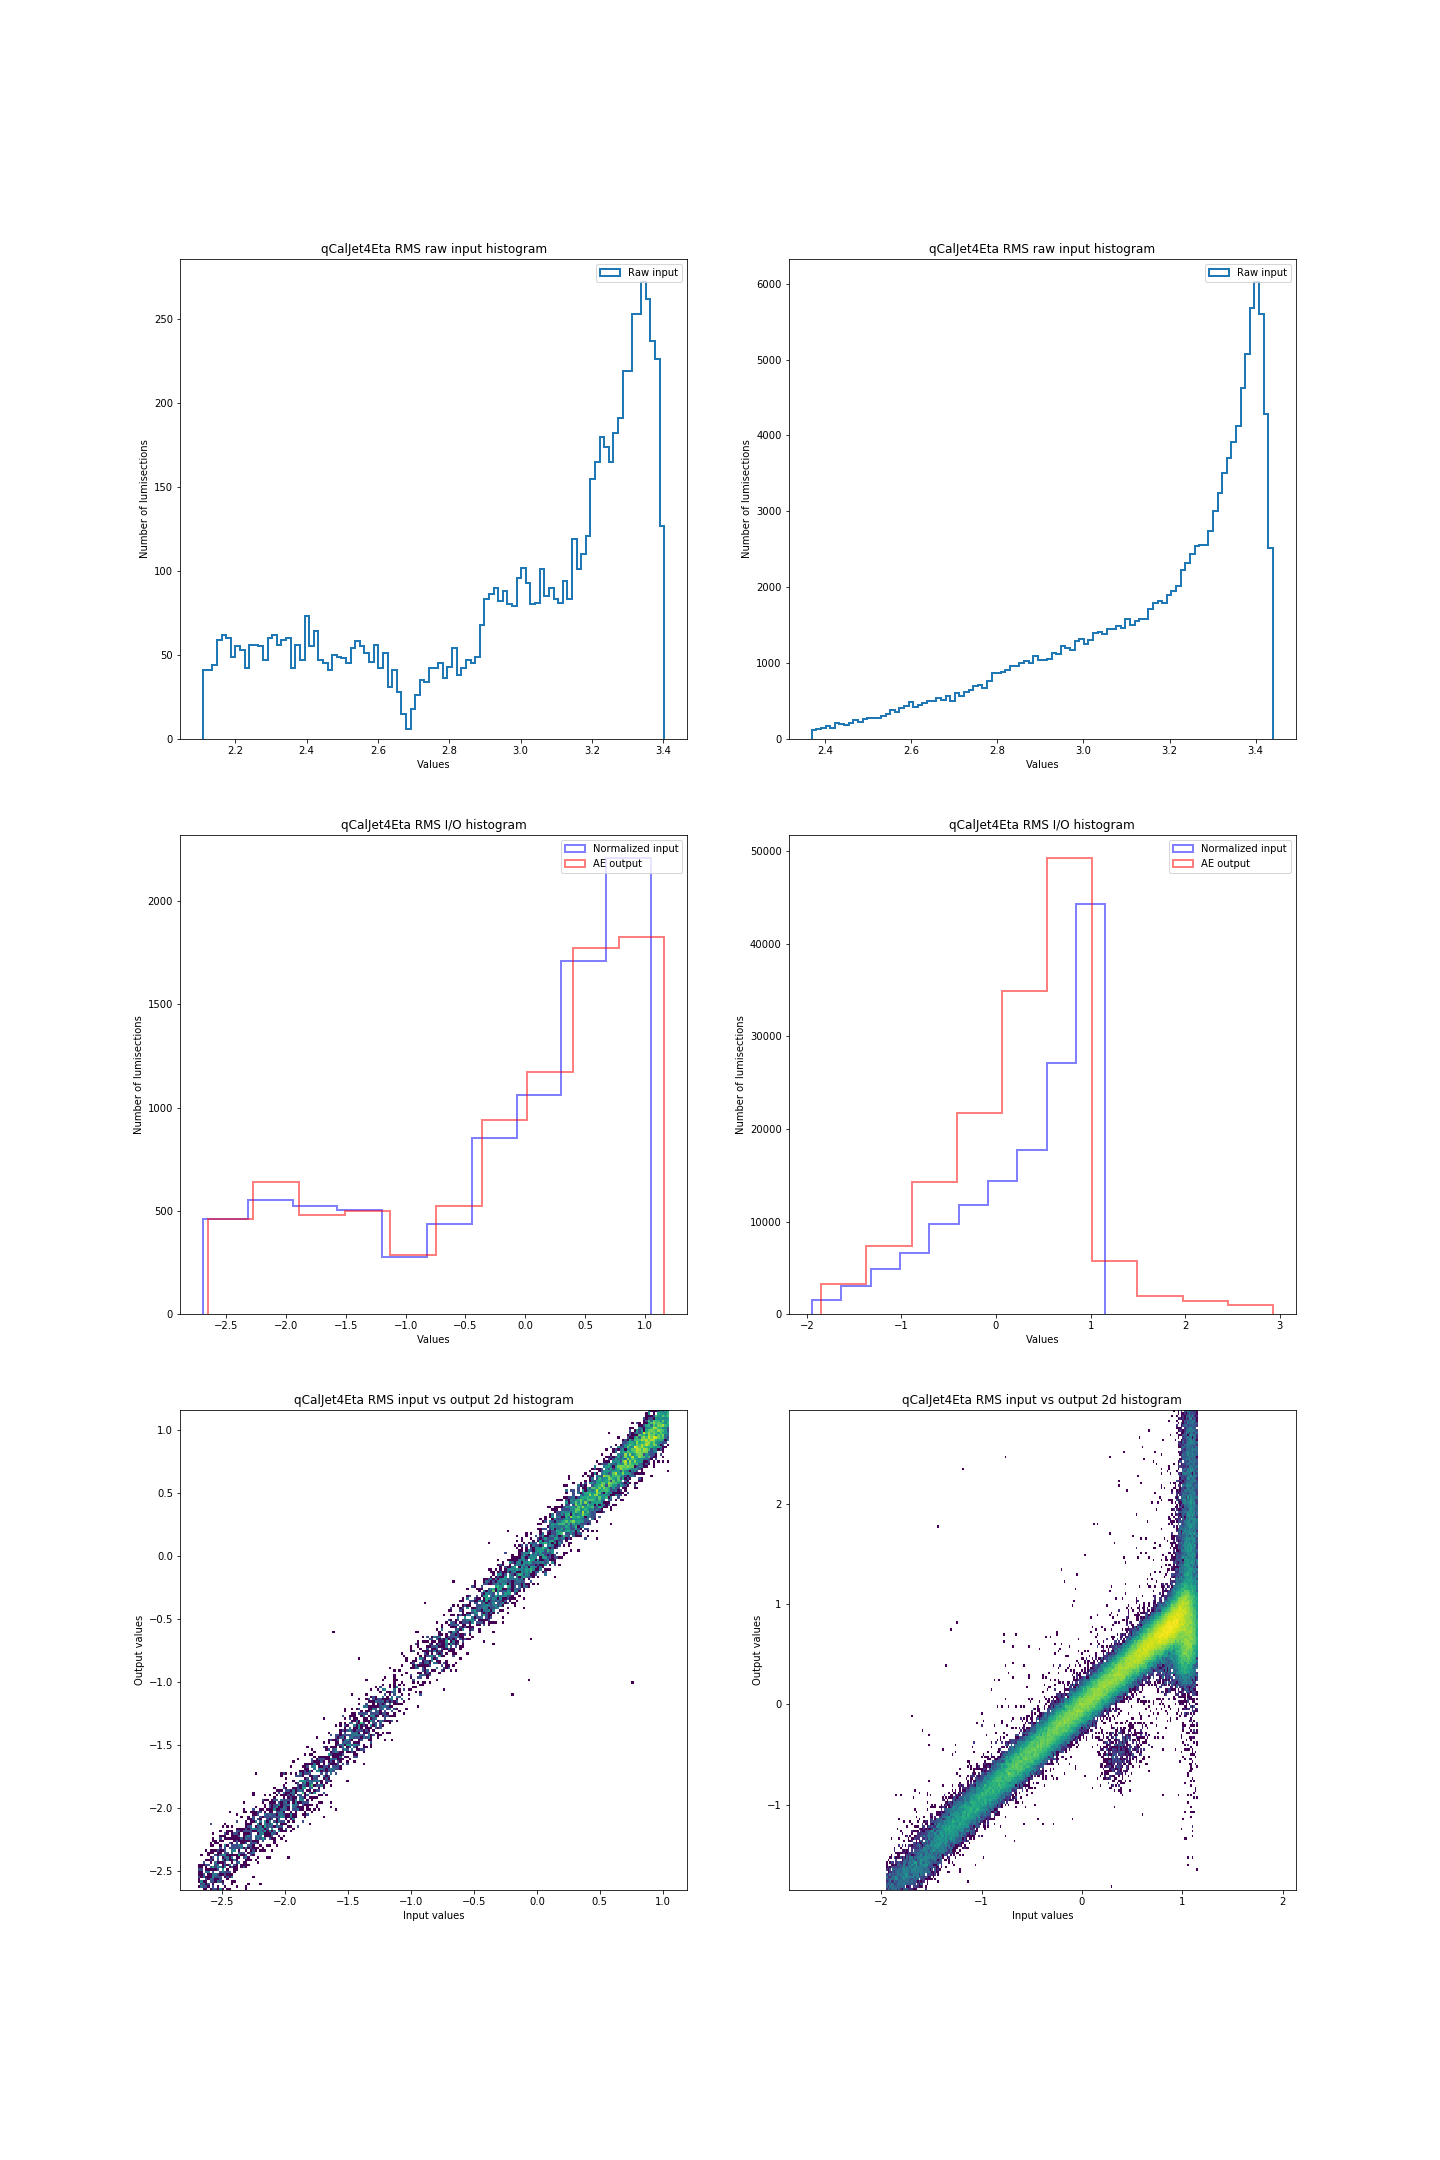 qCalJet4Eta RMS raw input histogram
Raw input
Number of lumisections
0
50
100
150
200
250
2.2 2.4 2.6 2.8 3.0 3.2 3.4
Values
qCalJet4Eta RMS raw input histogram
Raw input
Number of lumisections
0
1000
2000
3000
4000
5000
6000
2.4 2.6 2.8 3.0 3.2 3.4
Values
qCalJet4Eta RMS I/O histogram
Normalized input
AE output
Number of lumisections
0
500
1000
1500
2000
−2.5 −2.0 −1.5 −1.0 −0.5 0.0 0.5 1.0
Values
qCalJet4Eta RMS I/O histogram
Normalized input
AE output
Number of lumisections
0
10000
20000
30000
40000
50000
−2 −1 0 1 2 3
Values
qCalJet4Eta RMS input vs output 2d histogram
Output values
1.0
0.5
0.0
−0.5
−1.0
−1.5
−2.0
−2.5
−2.5 −2.0 −1.5 −1.0 −0.5 0.0 0.5 1.0
Input values
qCalJet4Eta RMS input vs output 2d histogram
Output values
2
1
0
−1
−2 −1 0 1 2
Input values